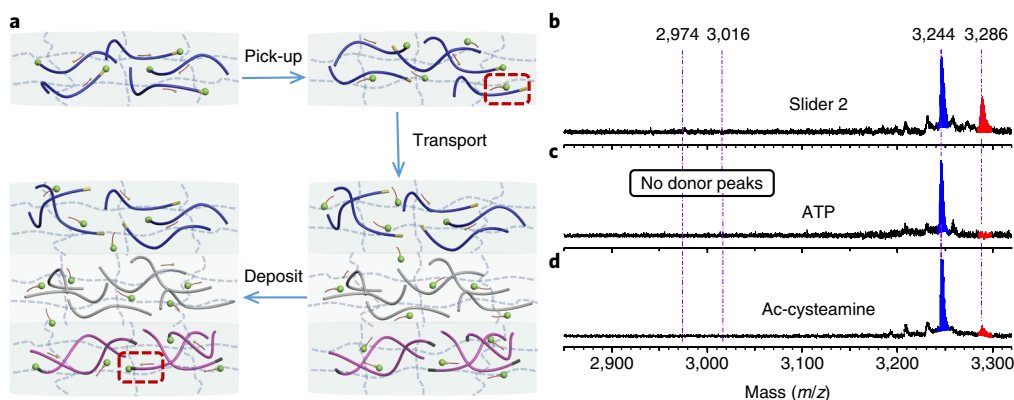 a
Pick-up
Transport
Deposit
b
2,974 3,016 3,244 3,286
Slider 2
c
No donor peaks
ATP
d
Ac-cysteamine
2,900 3,000 3,100 3,200 3,300
Mass (m/z)